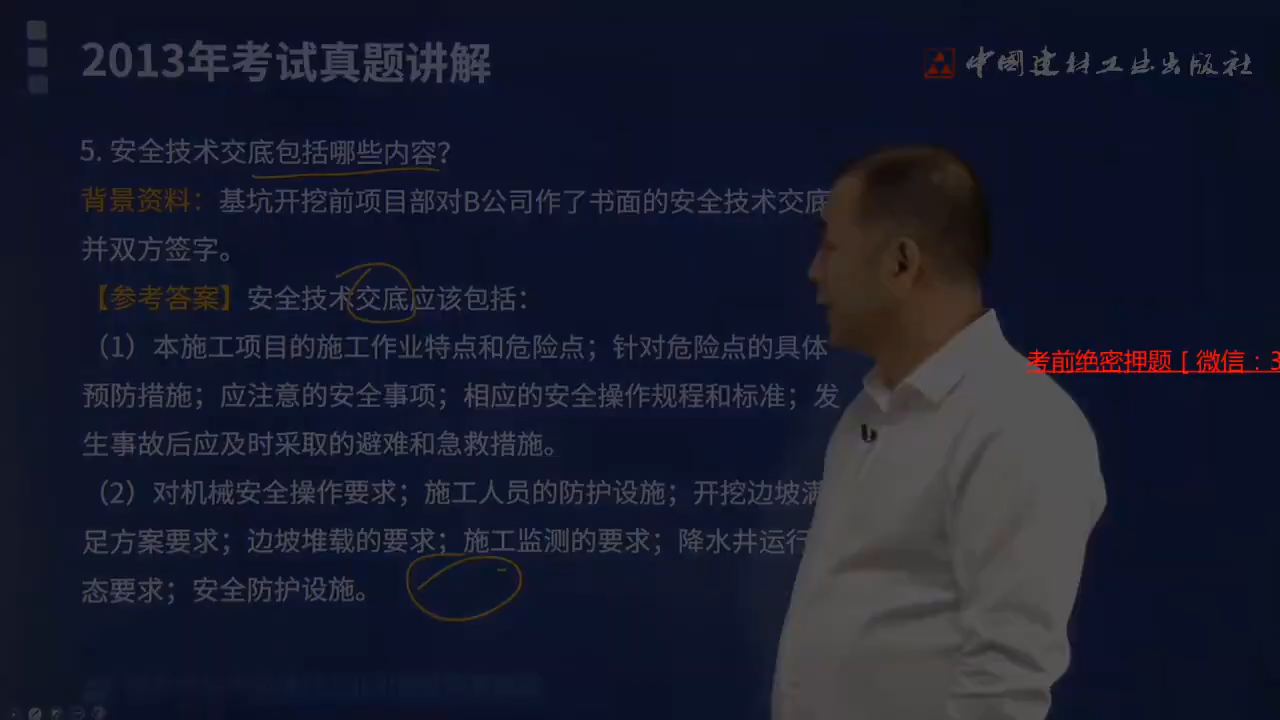 2013年考试真题讲解
中国建材工业出版社
5. 安全技术交底包括哪些内容？
背景资料：基坑开挖前项目部对B公司作了书面的安全技术交底
并双方签字。
【参考答案】安全技术交底应该包括：
（1）本施工项目的施工作业特点和危险点；针对危险点的具体
考前绝密押题 [ 微信：3
预防措施；应注意的安全事项；相应的安全操作规程和标准；发
生事故后应及时采取的避难和急救措施。
（2）对机械安全操作要求；施工人员的防护设施；开挖边坡满
足方案要求；边坡堆载的要求；施工监测的要求；降水井运行
态要求；安全防护设施。